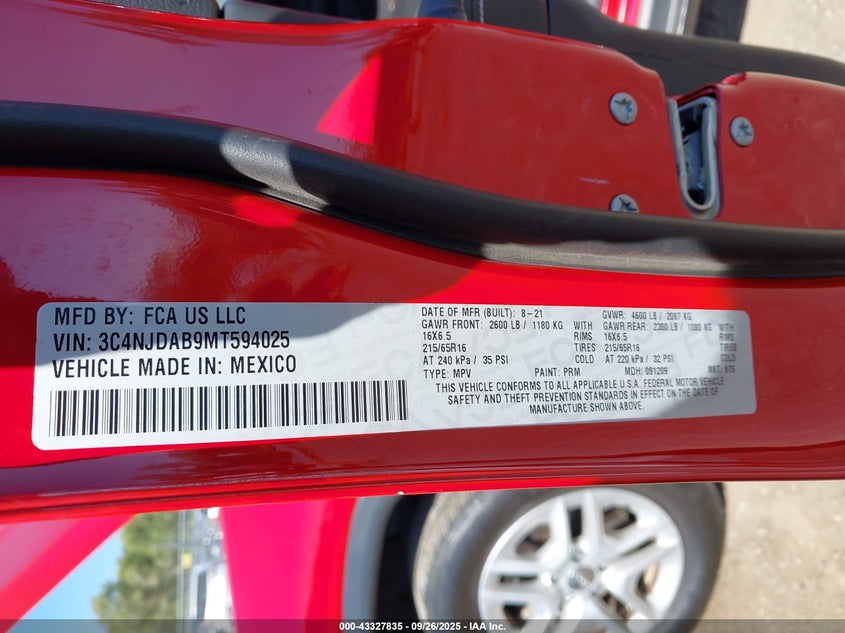 MFD BY: FCA US LLC
VIN: 3C4NJDAB9MT594025
VEHICLE MADE IN: MEXICO
DATE OF MFR (BUILT): 8-21 GVWR: 4600 LB / 2087 KG
GAWR FRONT: 2600 LB / 1180 KG WITH GAWR REAR: 2380 LB / 1080 KG WITH
16X6.5 RIMS 16X6.5 RIMS
215/65R16 TIRES 215/65R16 TIRES
AT 240 kPa / 35 PSI COLD AT 220 kPa / 32 PSI COLD
TYPE: MPV PAINT: PRM MDH: 081209 MAT: E75
THIS VEHICLE CONFORMS TO ALL APPLICABLE U.S.A. FEDERAL MOTOR VEHICLE
SAFETY AND THEFT PREVENTION STANDARDS IN EFFECT ON THE DATE OF
MANUFACTURE SHOWN ABOVE.
000-43327835 - 09/26/2025 - IAA Inc.